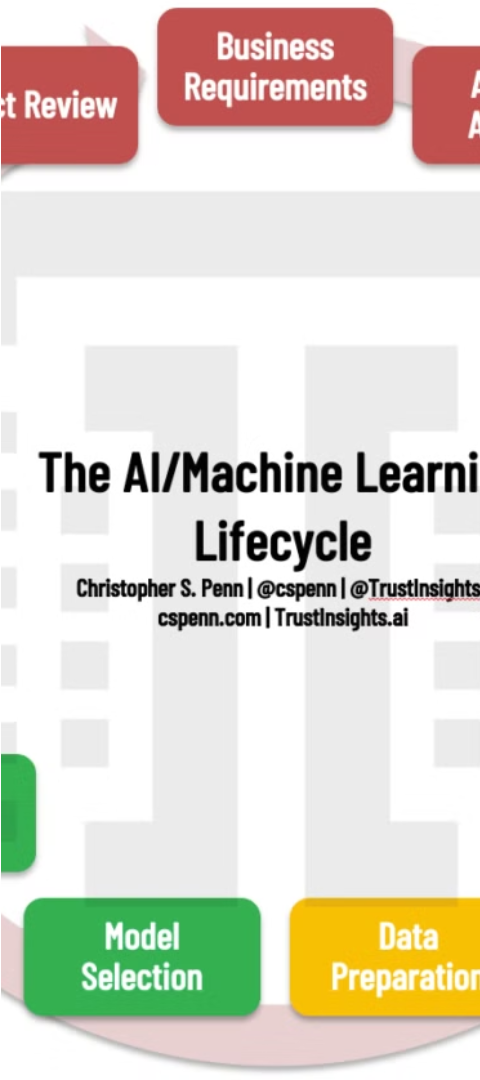 Business
Requirements
ct Review
A
A
The AI/Machine Learni
Lifecycle
Christopher S. Penn | @cspenn | @TrustInsights
cspenn.com | TrustInsights.ai
Model
Selection
Data
Preparation